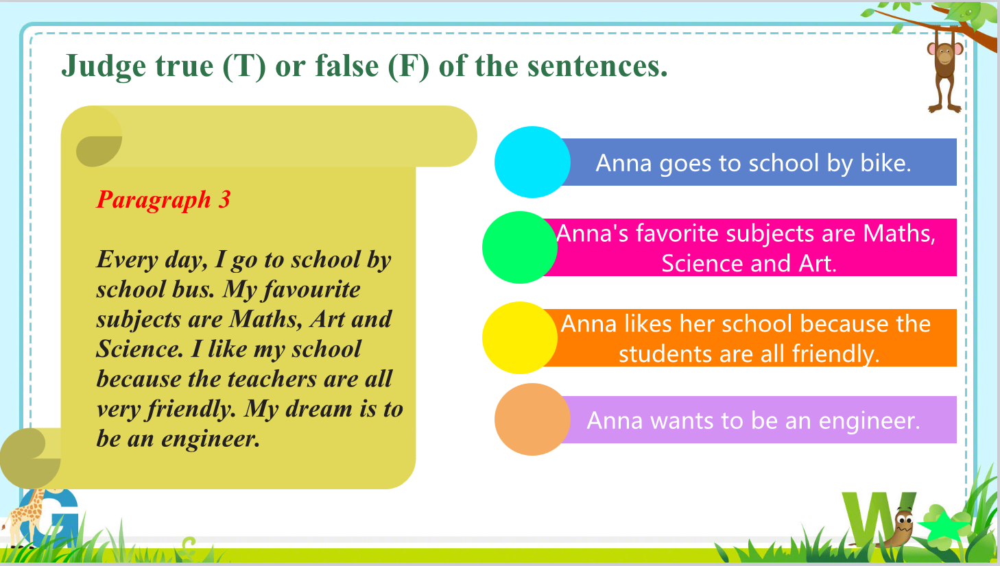 Judge true (T) or false (F) of the sentences.
Paragraph 3
Every day, I go to school by
school bus. My favourite
subjects are Maths, Art and
Science. I like my school
because the teachers are all
very friendly. My dream is to
be an engineer.
Anna goes to school by bike.
Anna's favorite subjects are Maths,
Science and Art.
Anna likes her school because the
students are all friendly.
Anna wants to be an engineer.
G
W